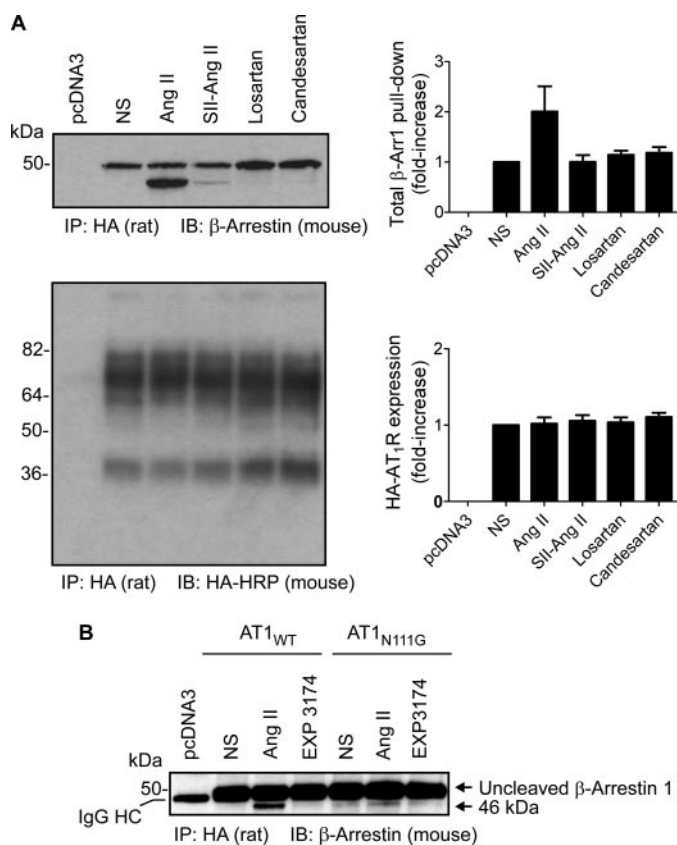 A
pcDNA3
NS
Ang II
SII-Ang II
Losartan
Candesartan
kDa
50-
IP: HA (rat) IB: β-Arrestin (mouse)
Total β-Arr1 pull-down
(fold-increase)
3
2
1
0
pcDNA3
NS
Ang II
SII-Ang II
Losartan
Candesartan
82-
64-
50-
36-
IP: HA (rat) IB: HA-HRP (mouse)
HA-AT1R expression
(fold-increase)
2
1
0
pcDNA3
NS
Ang II
SII-Ang II
Losartan
Candesartan
B
AT1WT AT1N111G
pcDNA3
NS
Ang II
EXP 3174
NS
Ang II
EXP3174
kDa
50-
IgG HC
Uncleaved β-Arrestin 1
46 kDa
IP: HA (rat) IB: β-Arrestin (mouse)